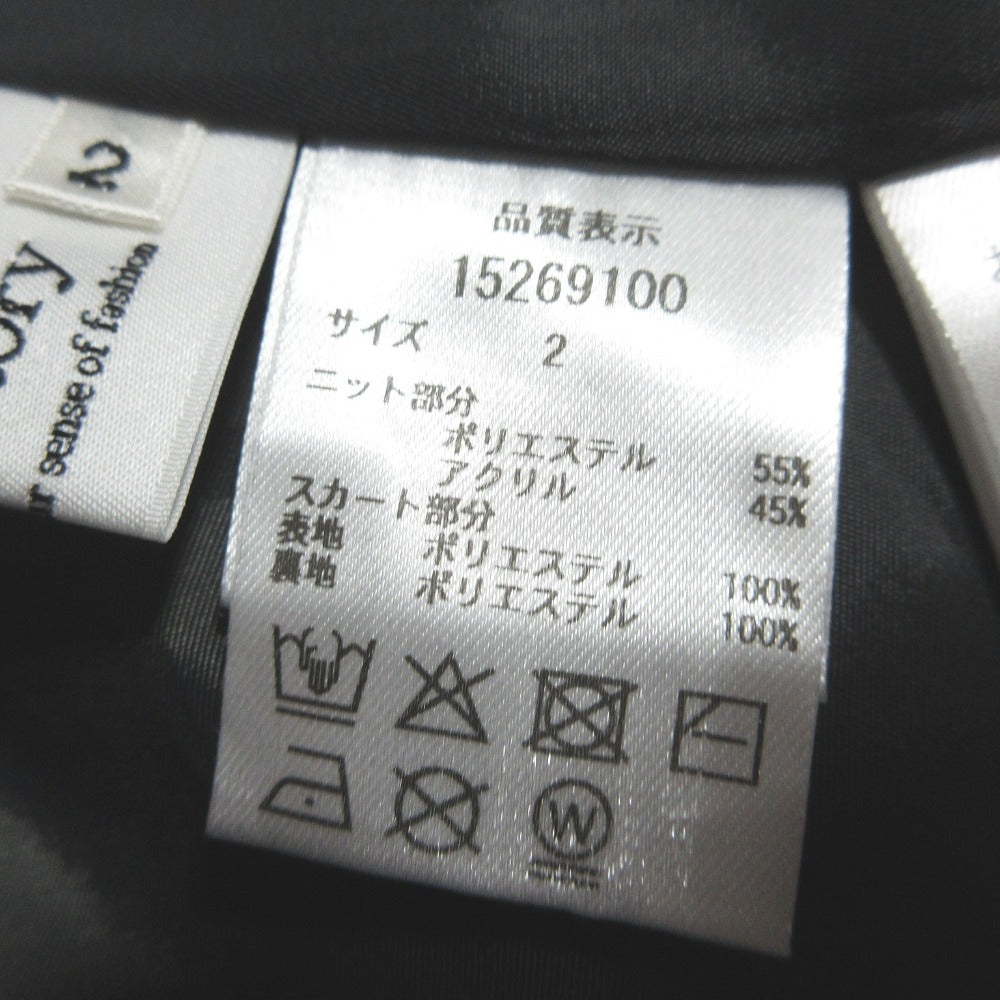 2
ory
r sense of fashion
品質表示
15269100
サイズ 2
ニット部分
ポリエステル 55%
アクリル 45%
スカート部分
表地 ポリエステル 100%
裏地 ポリエステル 100%
W